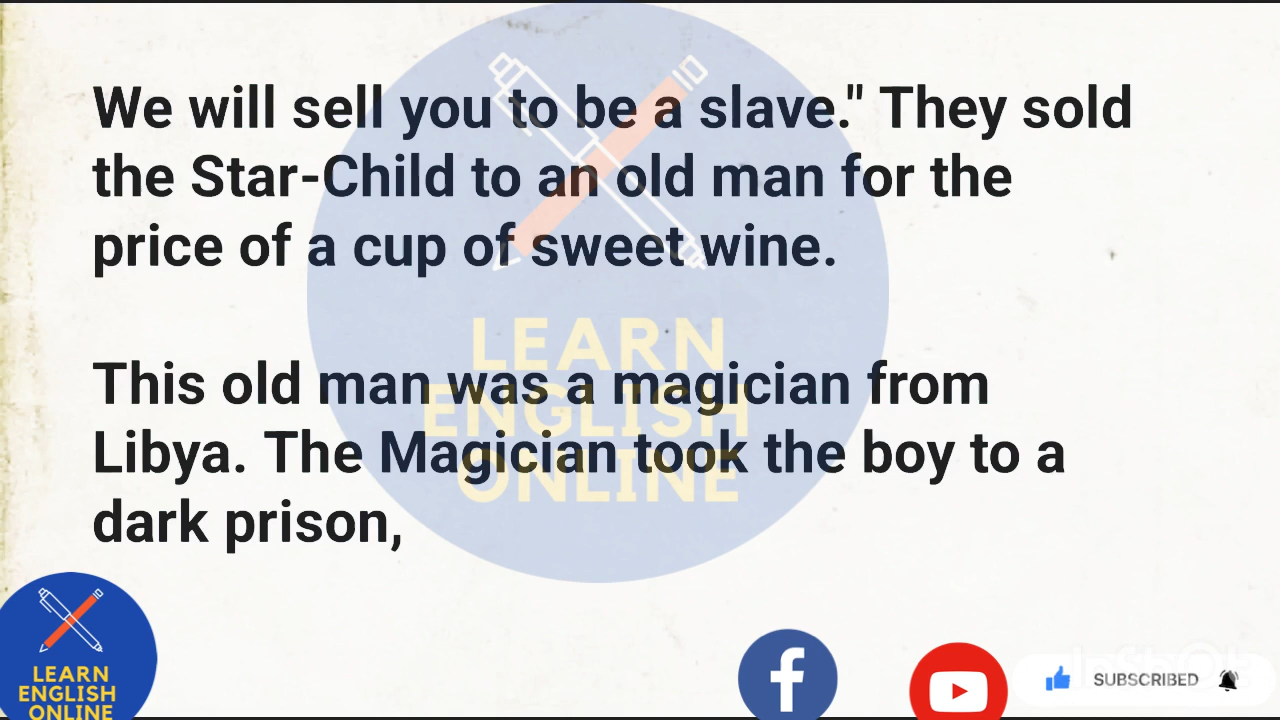 We will sell you to be a slave." They sold
the Star-Child to an old man for the
price of a cup of sweet wine.
This old man was a magician from
Libya. The Magician took the boy to a
dark prison,
LEARN
ENGLISH
ONLINE
LEARN
ENGLISH
ONLINE
SUBSCRIBED